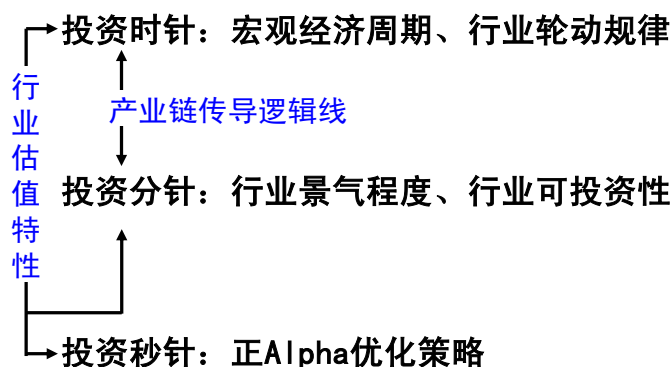 投资时针：宏观经济周期、行业轮动规律
产业链传导逻辑线
行业估值特性
投资分针：行业景气程度、行业可投资性
投资秒针：正Alpha优化策略